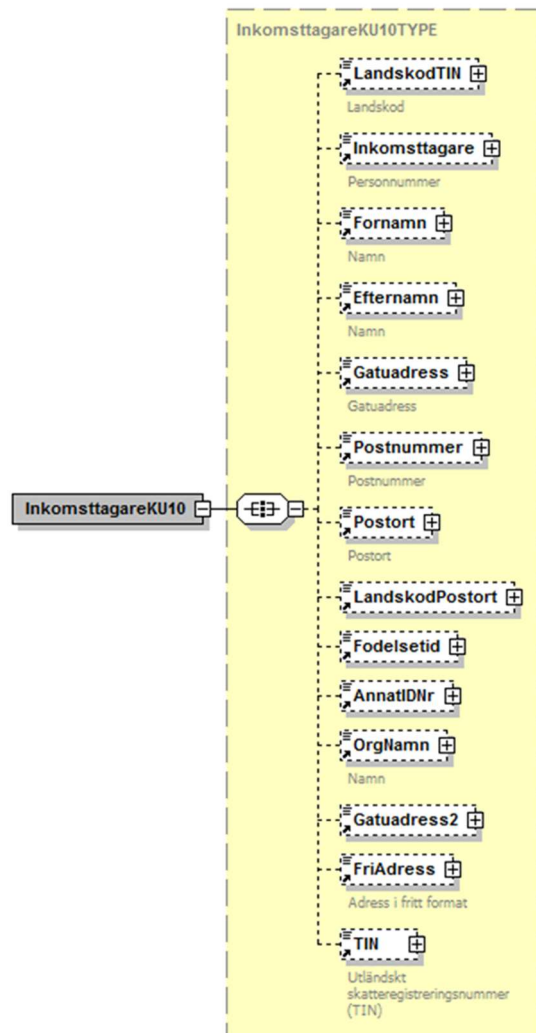 InkomsttagareKU10TYPE
LandskodTIN
Landskod
Inkomsttagare
Personnummer
Fornamn
Namn
Efternamn
Namn
Gatuadress
Gatuadress
Postnummer
Postnummer
InkomsttagareKU10
Postort
Postort
LandskodPostort
Fodelsetid
AnnatIDNr
OrgNamn
Namn
Gatuadress2
FriAdress
Adress i fritt format
TIN
Utländskt
skatteregistreringsnummer
(TIN)